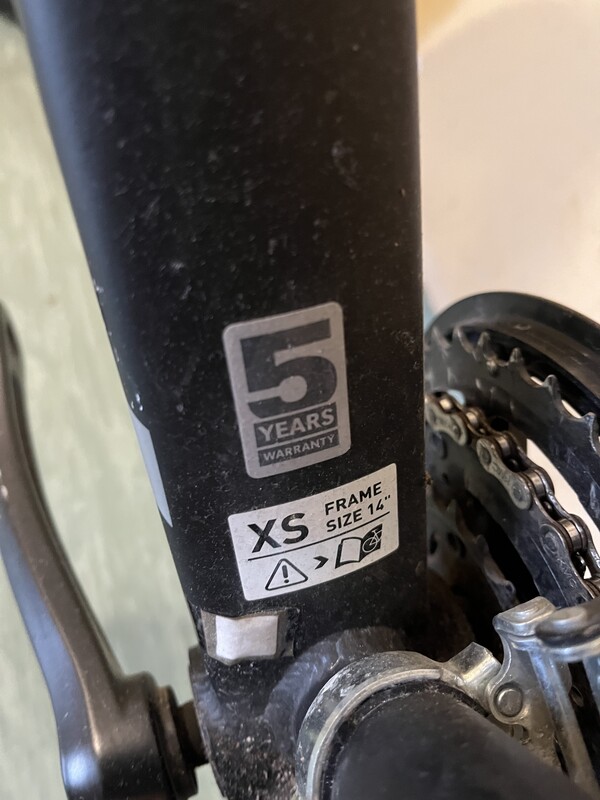 5
YEARS
WARRANTY
XS FRAME
SIZE 14"